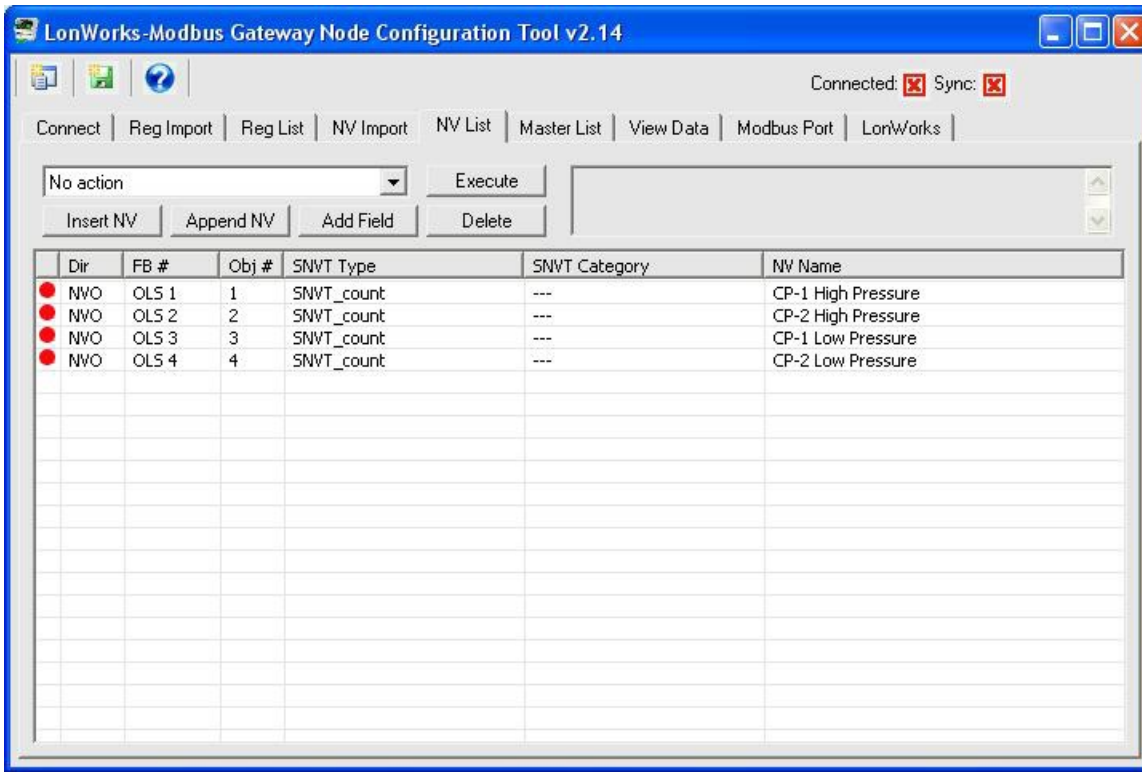 LonWorks-Modbus Gateway Node Configuration Tool v2.14
Connected: Sync:
Connect Reg Import Reg List NV Import NV List Master List View Data Modbus Port LonWorks
No action Execute
Insert NV Append NV Add Field Delete
Dir FB # Obj # SNVT Type SNVT Category NV Name
NVO OLS 1 1 SNVT_count --- CP-1 High Pressure
NVO OLS 2 2 SNVT_count --- CP-2 High Pressure
NVO OLS 3 3 SNVT_count --- CP-1 Low Pressure
NVO OLS 4 4 SNVT_count --- CP-2 Low Pressure